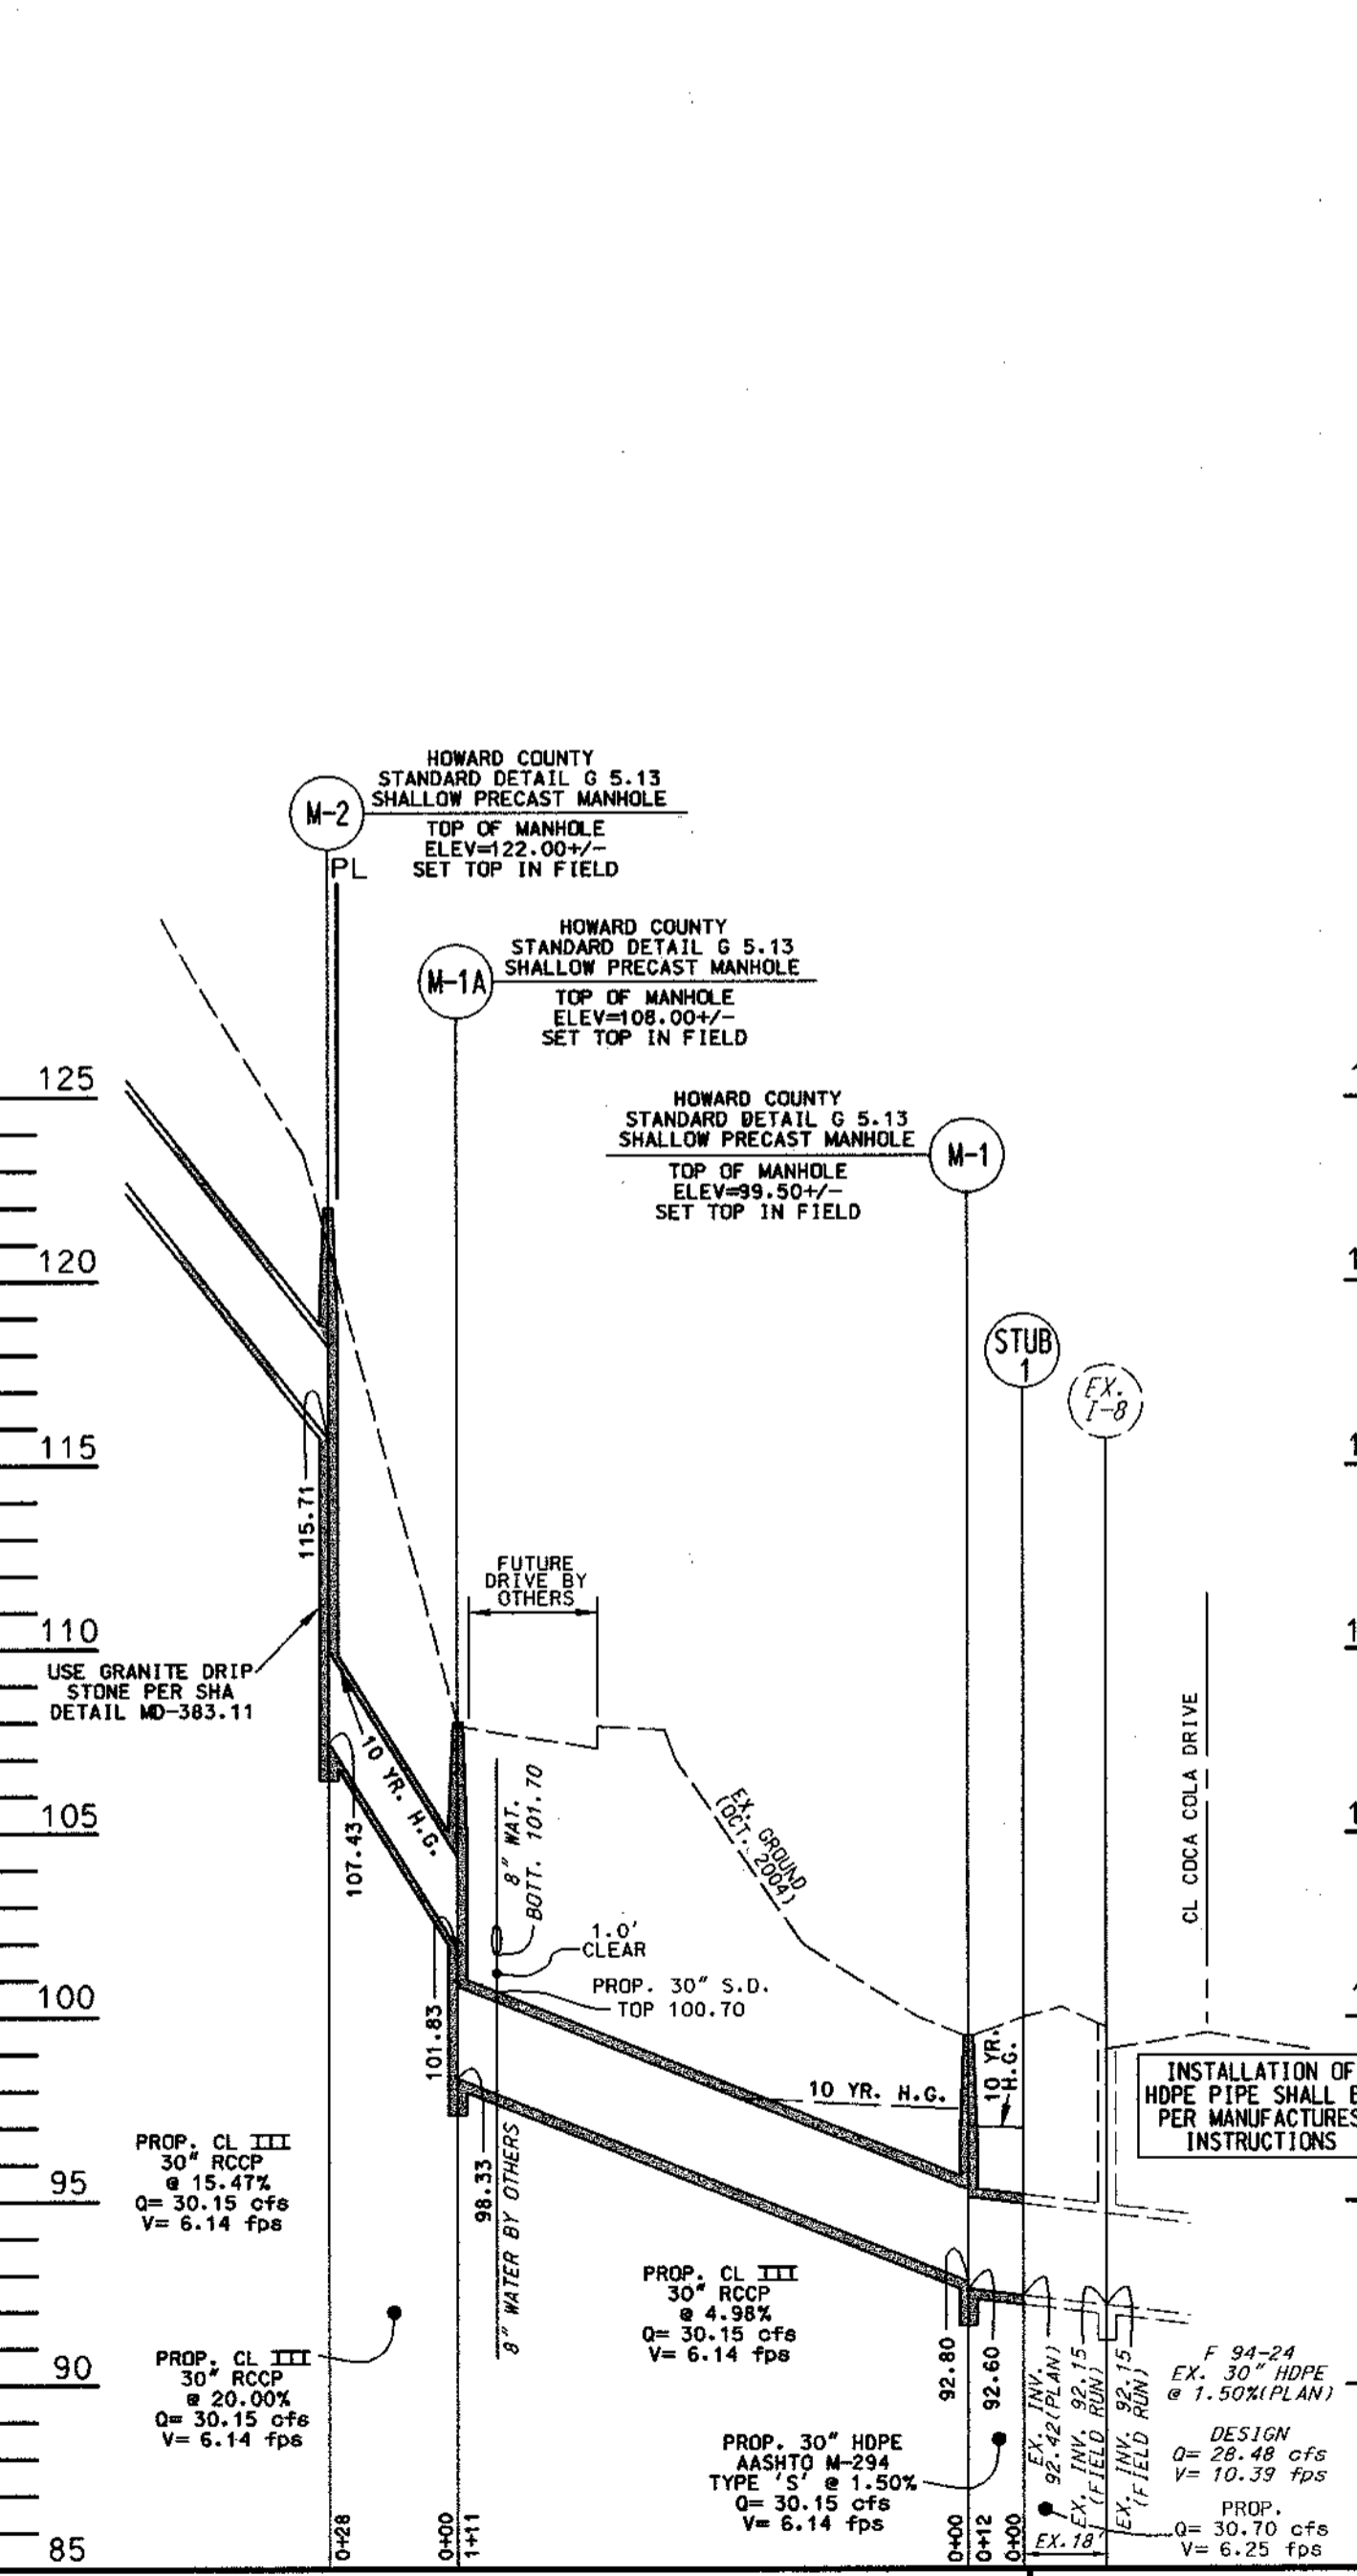 HOWARD COUNTY
STANDARD DETAIL G 5.13
SHALLOW PRECAST MANHOLE
M-2
TOP OF MANHOLE
ELEV=122.00+/-
SET TOP IN FIELD
PL
HOWARD COUNTY
STANDARD DETAIL G 5.13
SHALLOW PRECAST MANHOLE
M-1A
TOP OF MANHOLE
ELEV=108.00+/-
SET TOP IN FIELD
HOWARD COUNTY
STANDARD DETAIL G 5.13
SHALLOW PRECAST MANHOLE
M-1
TOP OF MANHOLE
ELEV=99.50+/-
SET TOP IN FIELD
STUB
1
EX.
I-8
125
120
115
110
105
100
95
90
85
115.71
USE GRANITE DRIP
STONE PER SHA
DETAIL MD-383.11
10 YR. H.G.
107.43
FUTURE
DRIVE BY
OTHERS
8" WAT.
BOTT. 101.70
1.0'
CLEAR
PROP. 30" S.D.
TOP 100.70
EX. GROUND
(OCT. 2004)
CL COCA COLA DRIVE
101.83
98.33
8" WATER BY OTHERS
10 YR. H.G.
10 YR.
H.G.
INSTALLATION OF
HDPE PIPE SHALL B
PER MANUFACTURES
INSTRUCTIONS
PROP. CL III
30" RCCP
@ 15.47%
Q= 30.15 cfs
V= 6.14 fps
PROP. CL III
30" RCCP
@ 20.00%
Q= 30.15 cfs
V= 6.14 fps
PROP. CL III
30" RCCP
@ 4.98%
Q= 30.15 cfs
V= 6.14 fps
PROP. 30" HDPE
AASHTO M-294
TYPE 'S' @ 1.50%
Q= 30.15 cfs
V= 6.14 fps
92.80
92.60
EX. INV.
92.42(PLAN)
EX. INV. 92.15
(FIELD RUN)
EX. INV. 92.15
(FIELD RUN)
F 94-24
EX. 30" HDPE
@ 1.50%(PLAN)
DESIGN
Q= 28.48 cfs
V= 10.39 fps
PROP.
Q= 30.70 cfs
V= 6.25 fps
EX.18'
0+28
0+00
1+11
0+00
0+12
0+00